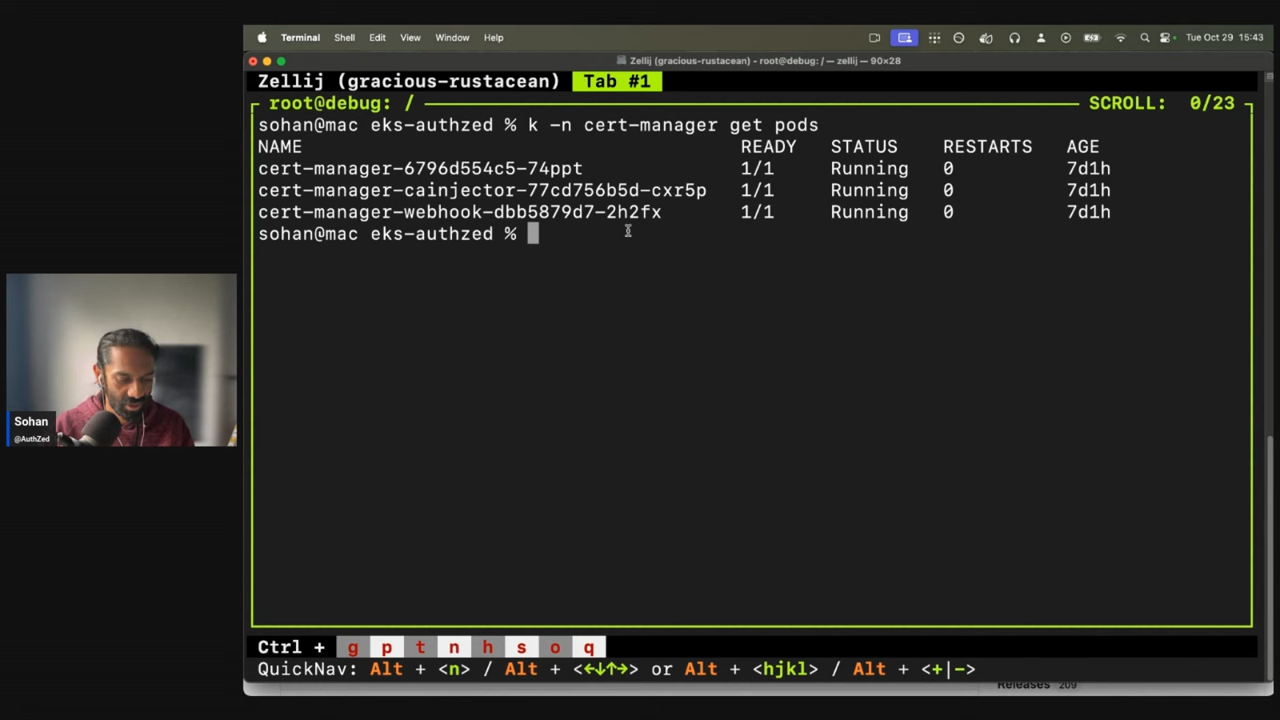 Terminal Shell Edit View Window Help Tue Oct 29 15:43
Zellij (gracious-rustacean) - root@debug: / — zellij — 90×28
Zellij (gracious-rustacean) Tab #1
root@debug: / SCROLL: 0/23
sohan@mac eks-authzed % k -n cert-manager get pods
NAME READY STATUS RESTARTS AGE
cert-manager-6796d554c5-74ppt 1/1 Running 0 7d1h
cert-manager-cainjector-77cd756b5d-cxr5p 1/1 Running 0 7d1h
cert-manager-webhook-dbb5879d7-2h2fx 1/1 Running 0 7d1h
sohan@mac eks-authzed %
Sohan
@AuthZed
Ctrl + g p t n h s o q
QuickNav: Alt + <n> / Alt + <←↓↑→> or Alt + <hjkl> / Alt + <+|->
Releases 209